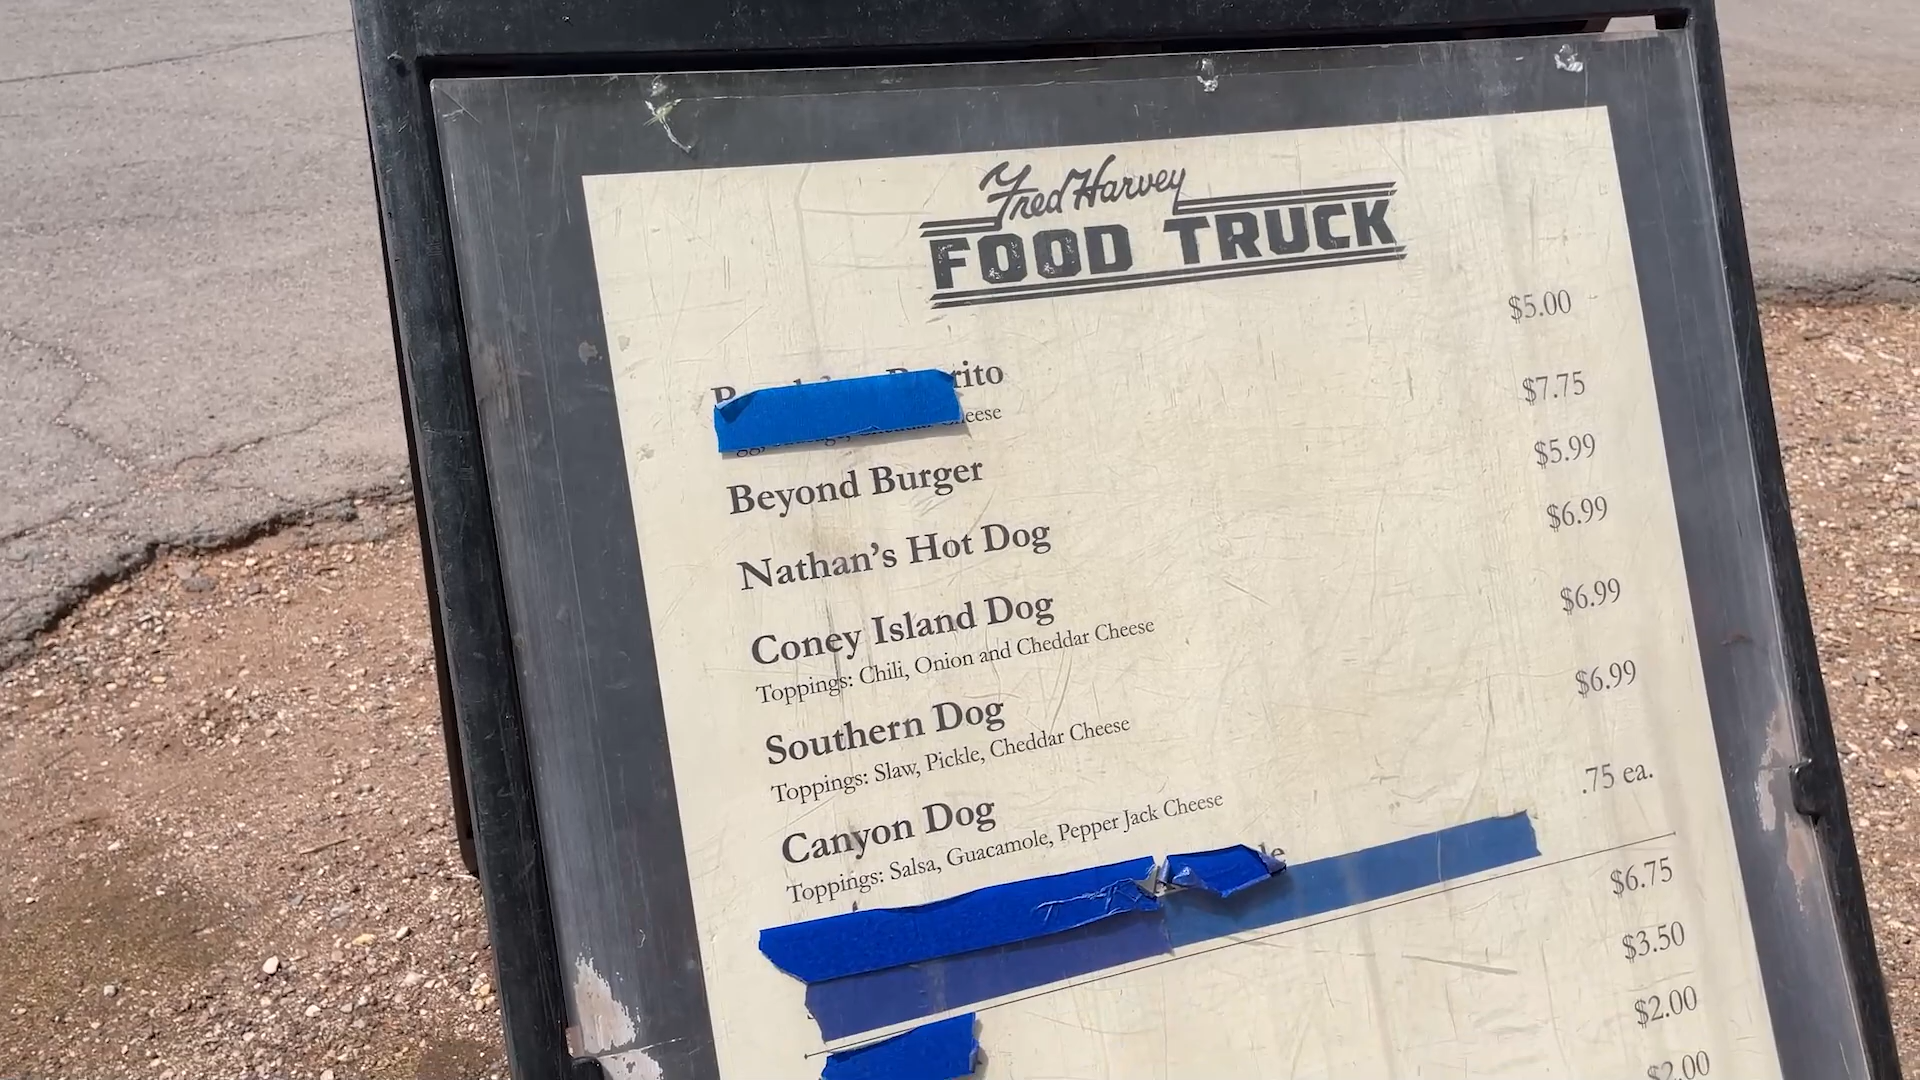 Fred Harvey
FOOD TRUCK
$5.00
$7.75
Beyond Burger
$5.99
Nathan's Hot Dog
$6.99
Coney Island Dog
Toppings: Chili, Onion and Cheddar Cheese
$6.99
Southern Dog
Toppings: Slaw, Pickle, Cheddar Cheese
$6.99
Canyon Dog
Toppings: Salsa, Guacamole, Pepper Jack Cheese
.75 ea.
$6.75
$3.50
$2.00
$2.00